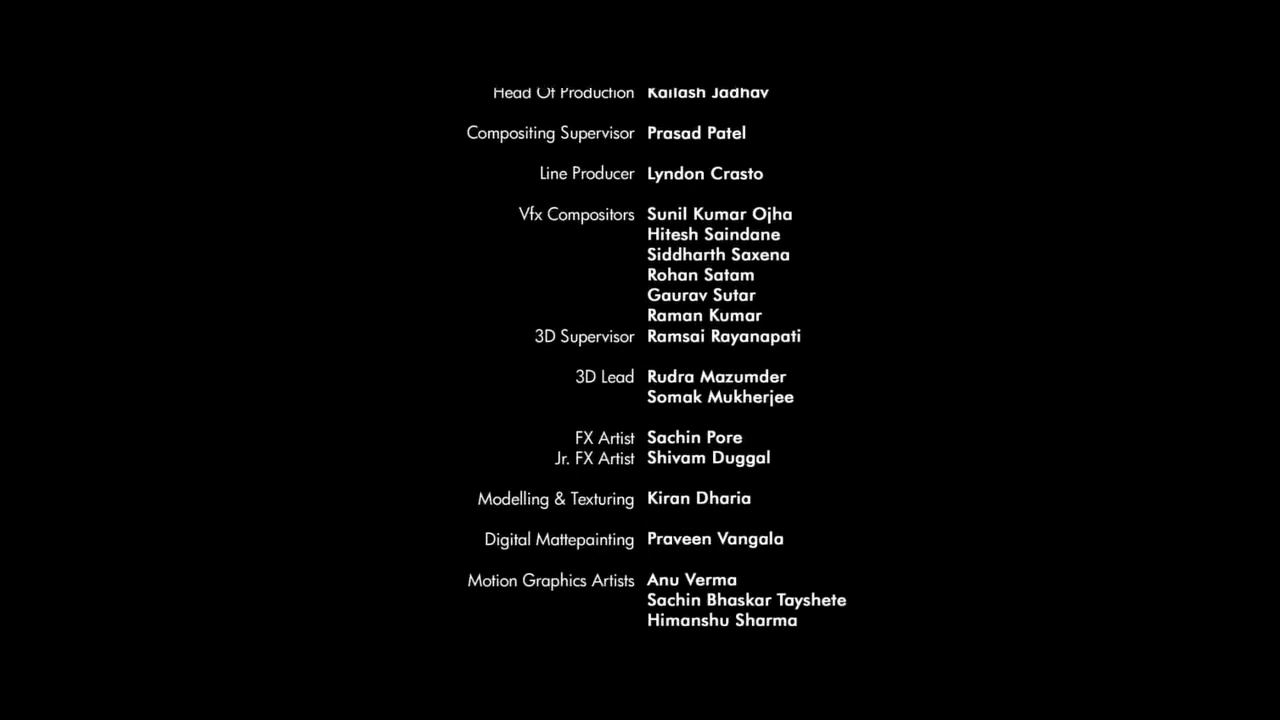 Head Of Production Kailash Jadhav
Compositing Supervisor Prasad Patel
Line Producer Lyndon Crasto
Vfx Compositors Sunil Kumar Ojha
Hitesh Saindane
Siddharth Saxena
Rohan Satam
Gaurav Sutar
Raman Kumar
3D Supervisor Ramsai Rayanapati
3D Lead Rudra Mazumder
Somak Mukherjee
FX Artist Sachin Pore
Jr. FX Artist Shivam Duggal
Modelling & Texturing Kiran Dharia
Digital Mattepainting Praveen Vangala
Motion Graphics Artists Anu Verma
Sachin Bhaskar Tayshete
Himanshu Sharma